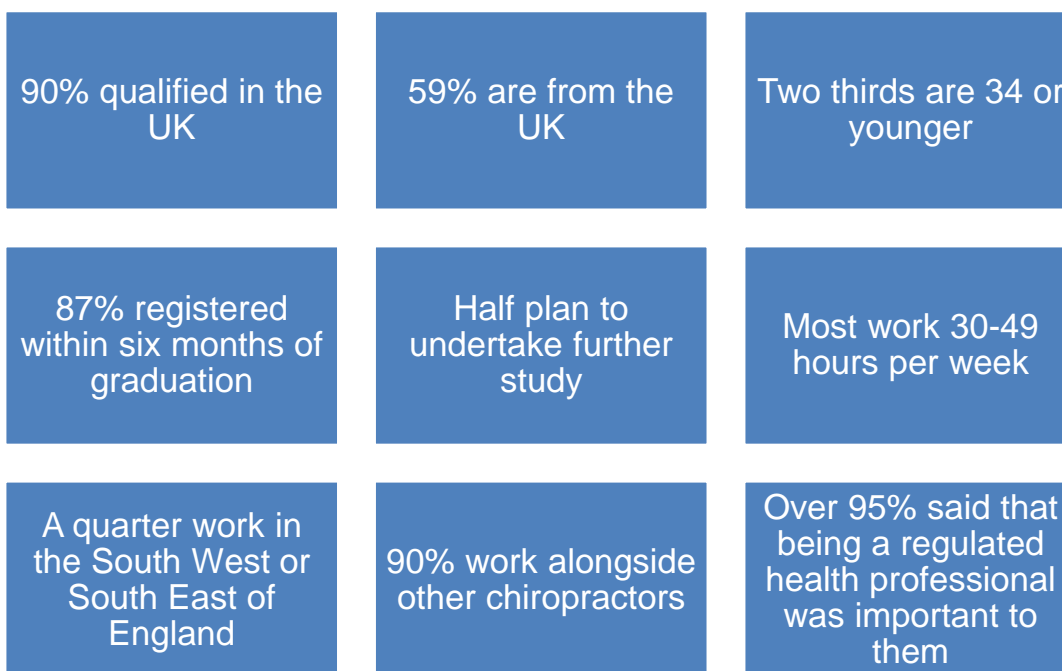 90% qualified in the
UK
59% are from the
UK
Two thirds are 34 or
younger
87% registered
within six months of
graduation
Half plan to
undertake further
study
Most work 30-49
hours per week
A quarter work in
the South West or
South East of
England
90% work alongside
other chiropractors
Over 95% said that
being a regulated
health professional
was important to
them